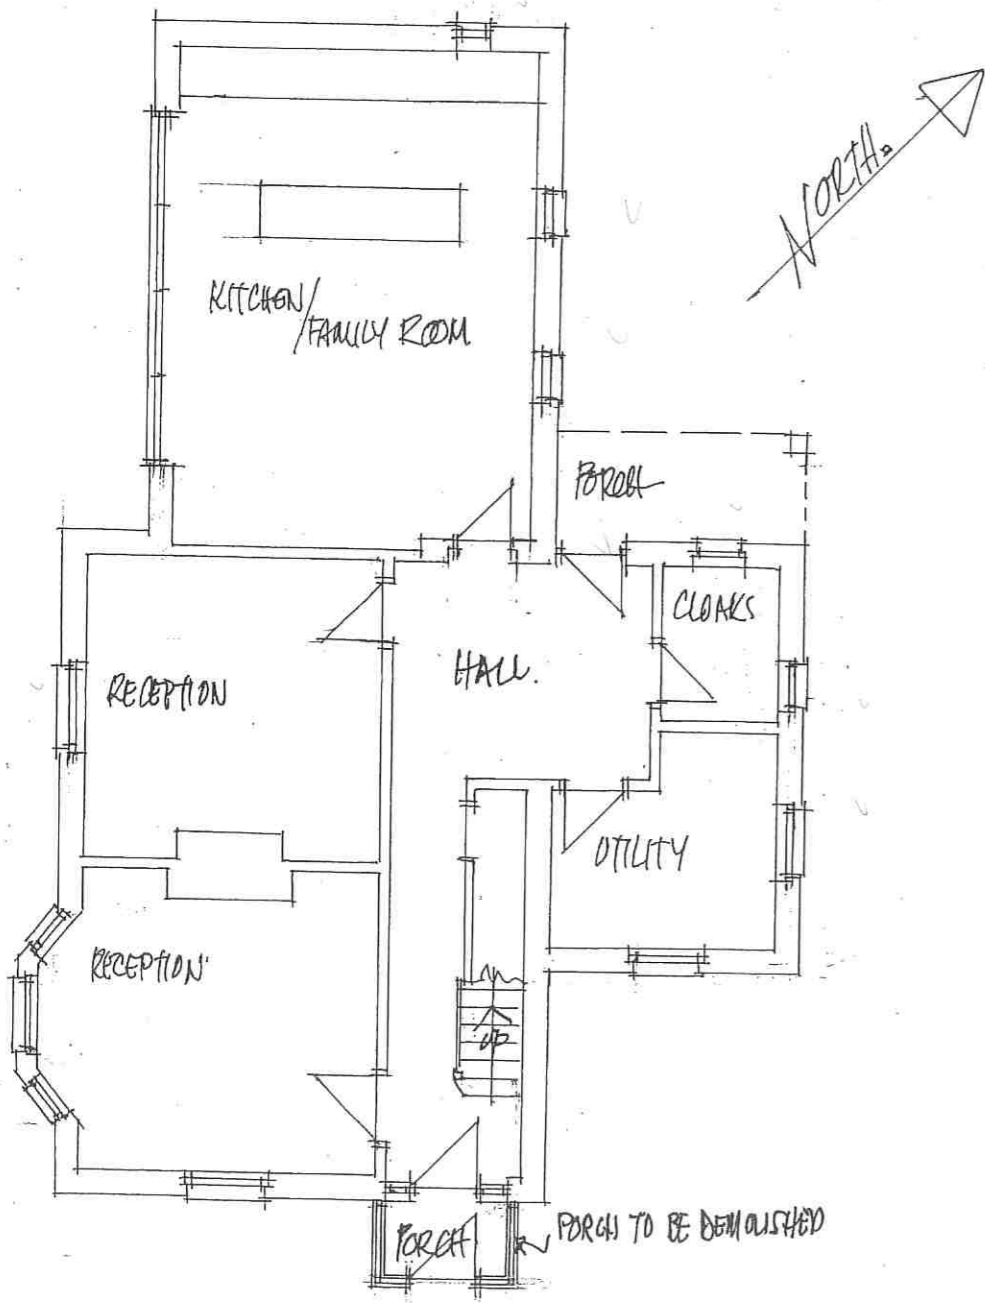 NORTH.
KITCHEN/
FAMILY ROOM
PORCH
CLOAKS
HALL.
RECEPTION
UTILITY
RECEPTION
UP
PORCH
PORCH TO BE DEMOLISHED